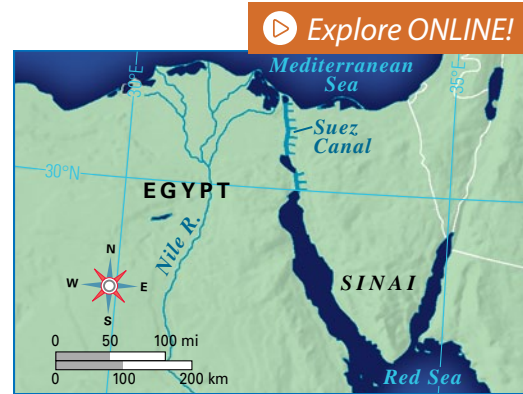 Explore ONLINE!
Mediterranean
Sea
30°E
35°E
Suez
Canal
30°N
EGYPT
Nile R.
N
W
E
S
SINAI
0 50 100 mi
0 100 200 km
Red Sea